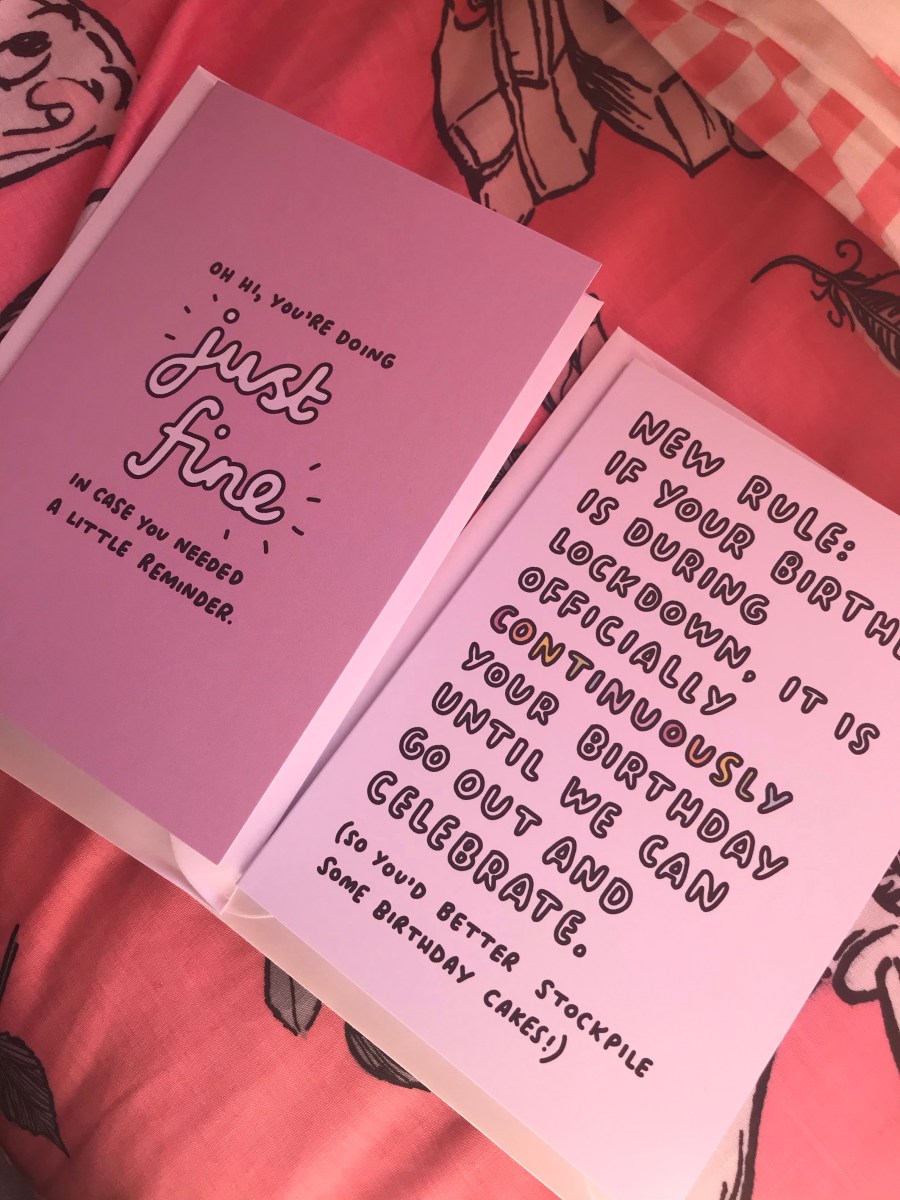 OH HI, YOU'RE DOING
just
fine
IN CASE YOU NEEDED
A LITTLE REMINDER.
NEW RULE:
IF YOUR BIRTH
IS DURING
LOCKDOWN, IT IS
OFFICIALLY
CONTINUOUSLY
YOUR BIRTHDAY
UNTIL WE CAN
GO OUT AND
CELEBRATE.
(SO YOU'D BETTER STOCKPILE
SOME BIRTHDAY CAKES!)